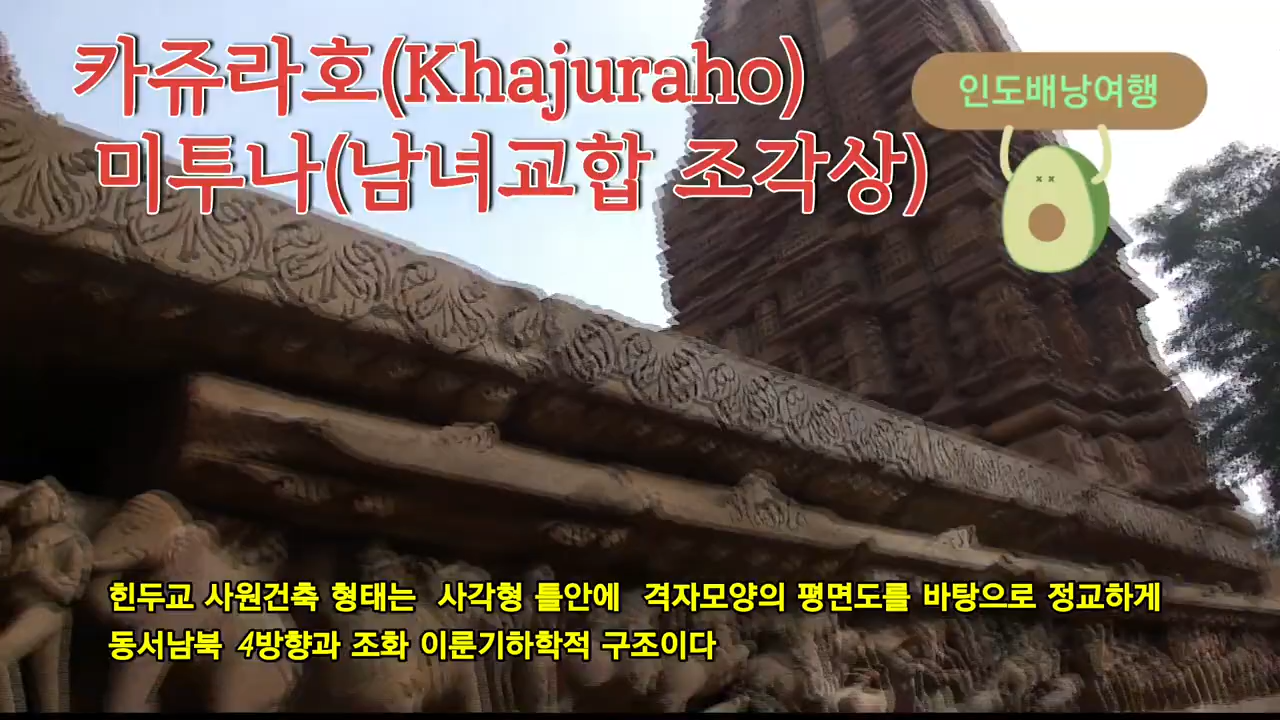 카쥬라호(Khajuraho)
미투나(남녀교합 조각상)
인도배낭여행
힌두교 사원건축 형태는 사각형 틀안에 격자모양의 평면도를 바탕으로 정교하게
동서남북 4방향과 조화 이룬기하학적 구조이다